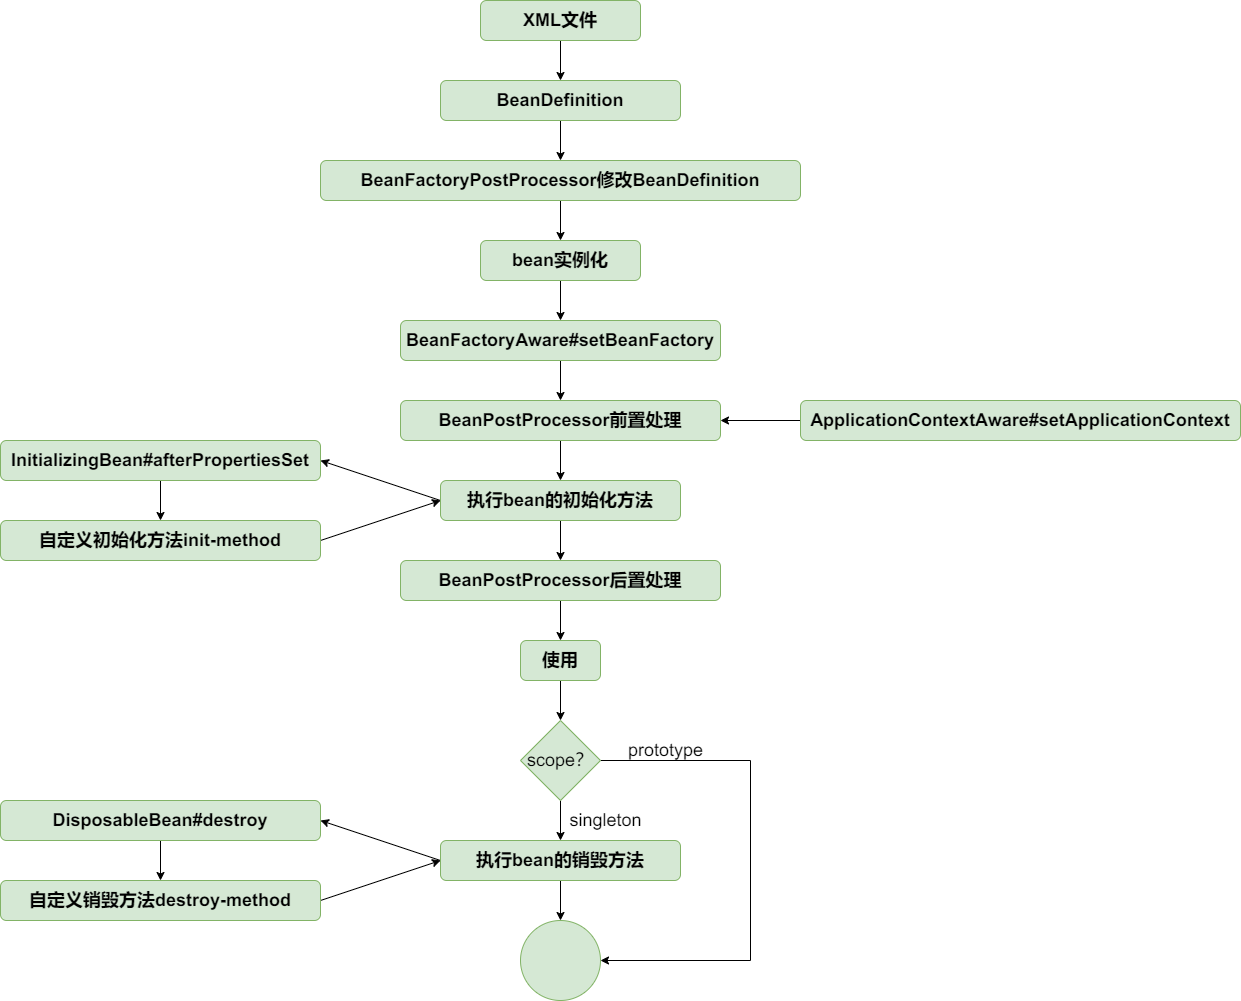 XML文件
BeanDefinition
BeanFactoryPostProcessor修改BeanDefinition
bean实例化
BeanFactoryAware#setBeanFactory
BeanPostProcessor前置处理
ApplicationContextAware#setApplicationContext
InitializingBean#afterPropertiesSet
执行bean的初始化方法
自定义初始化方法init-method
BeanPostProcessor后置处理
使用
scope?
prototype
singleton
DisposableBean#destroy
执行bean的销毁方法
自定义销毁方法destroy-method